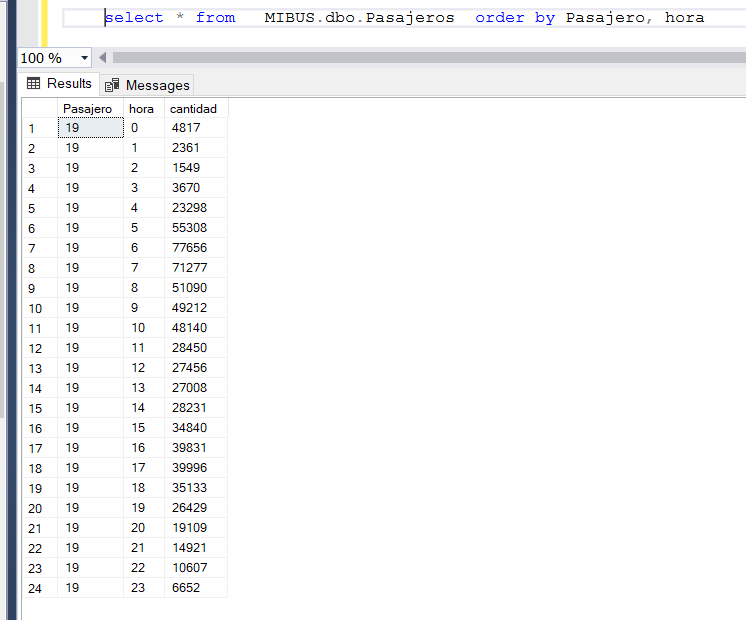 select * from   MIBUS.dbo.Pasajeros  order by Pasajero, hora
100 %
Results Messages
Pasajero hora cantidad
1 19 0 4817
2 19 1 2361
3 19 2 1549
4 19 3 3670
5 19 4 23298
6 19 5 55308
7 19 6 77656
8 19 7 71277
9 19 8 51090
10 19 9 49212
11 19 10 48140
12 19 11 28450
13 19 12 27456
14 19 13 27008
15 19 14 28231
16 19 15 34840
17 19 16 39831
18 19 17 39996
19 19 18 35133
20 19 19 26429
21 19 20 19109
22 19 21 14921
23 19 22 10607
24 19 23 6652